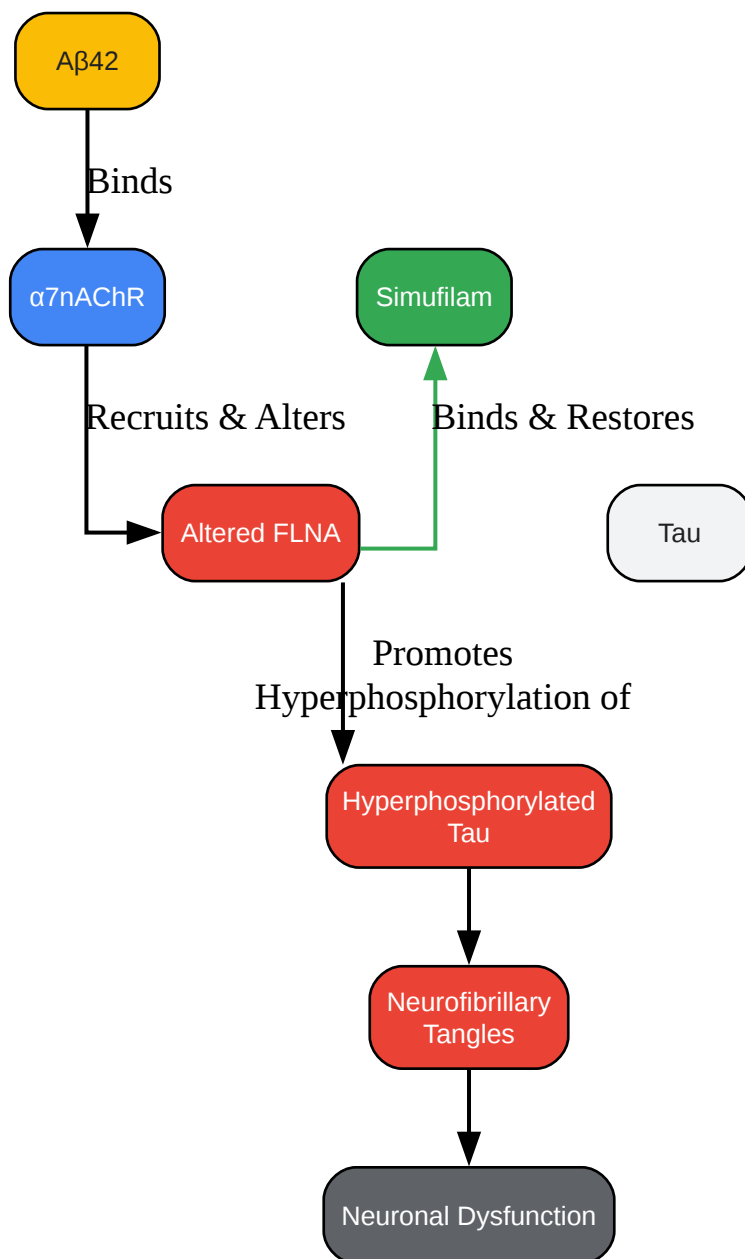 Aβ42
Binds
α7nAChR
Simufilam
Recruits & Alters
Binds & Restores
Altered FLNA
Tau
Promotes
Hyperphosphorylation of
Hyperphosphorylated
Tau
Neurofibrillary
Tangles
Neuronal Dysfunction